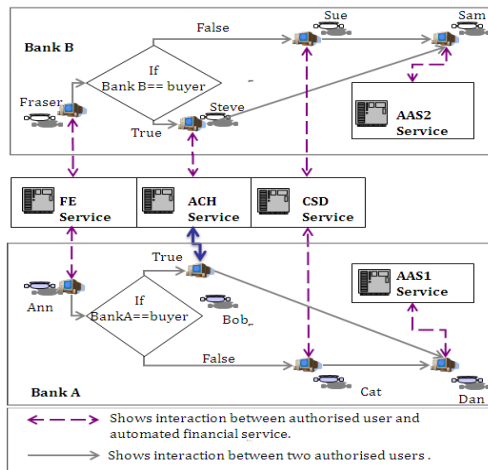 False
Sue
Sam
Bank B
If
Bank B== buyer
Fraser
True
Steve
AAS2
Service
FE
Service
ACH
Service
CSD
Service
True
AAS1
Service
Ann
If
BankA==buyer
Bob
False
Cat
Dan
Bank A
Shows interaction between authorised user and
automated financial service.
Shows interaction between two authorised users .